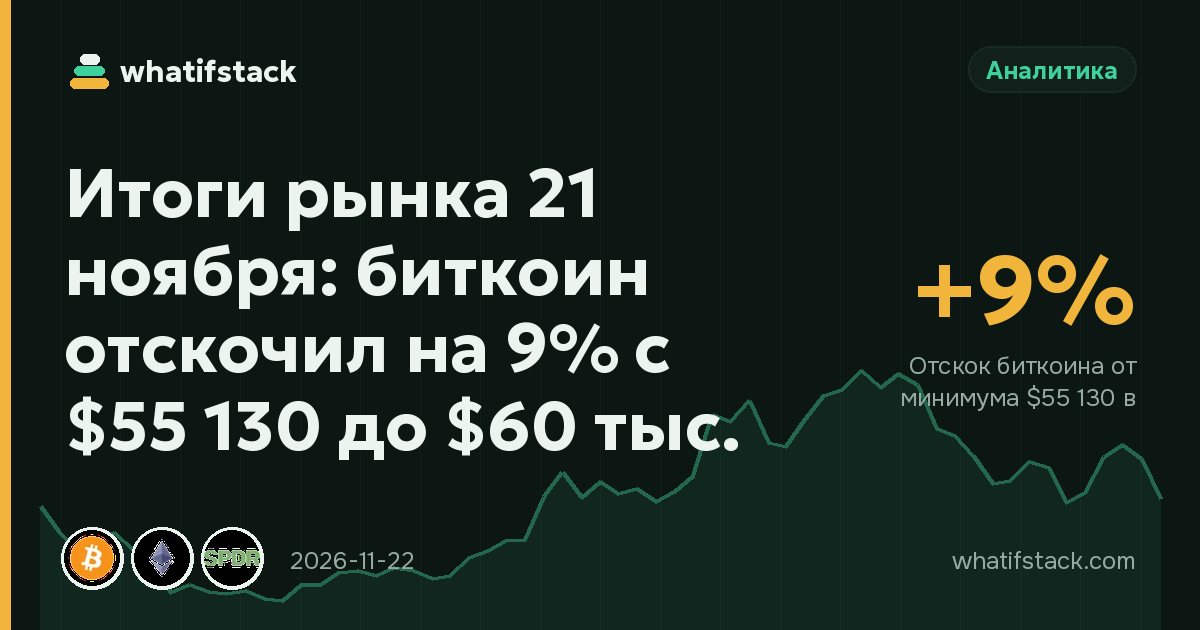 whatifstack
Аналитика
Итоги рынка 21
ноября: биткоин
отскочил на 9% с
$55 130 до $60 тыс.
+9%
Отскок биткоина от
минимума $55 130 в
SPDR
2026-11-22
whatifstack.com